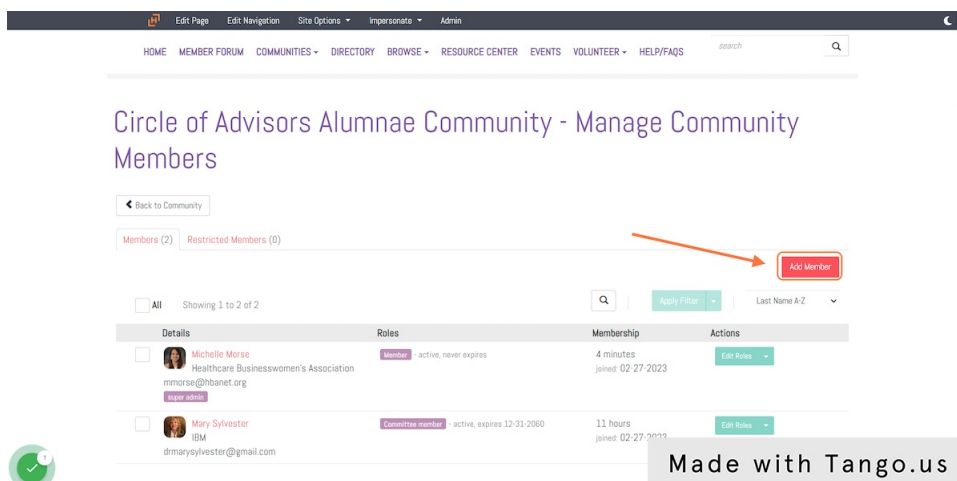 Edit Page Edit Navigation Site Options Impersonate Admin
HOME MEMBER FORUM COMMUNITIES DIRECTORY BROWSE RESOURCE CENTER EVENTS VOLUNTEER HELP/FAQS search
Circle of Advisors Alumnae Community - Manage Community
Members
Back to Community
Members (2) Restricted Members (0)
Add Member
All Showing 1 to 2 of 2 Apply Filter Last Name A-Z
Details Roles Membership Actions
Michelle Morse Member - active, never expires 4 minutes Edit Roles
Healthcare Businesswomen's Association joined: 02-27-2023
mmorse@hbanet.org
super admin
Mary Sylvester Committee member - active, expires 12-31-2060 11 hours Edit Roles
IBM joined: 02-27-2023
drmarysylvester@gmail.com
Made with Tango.us
1